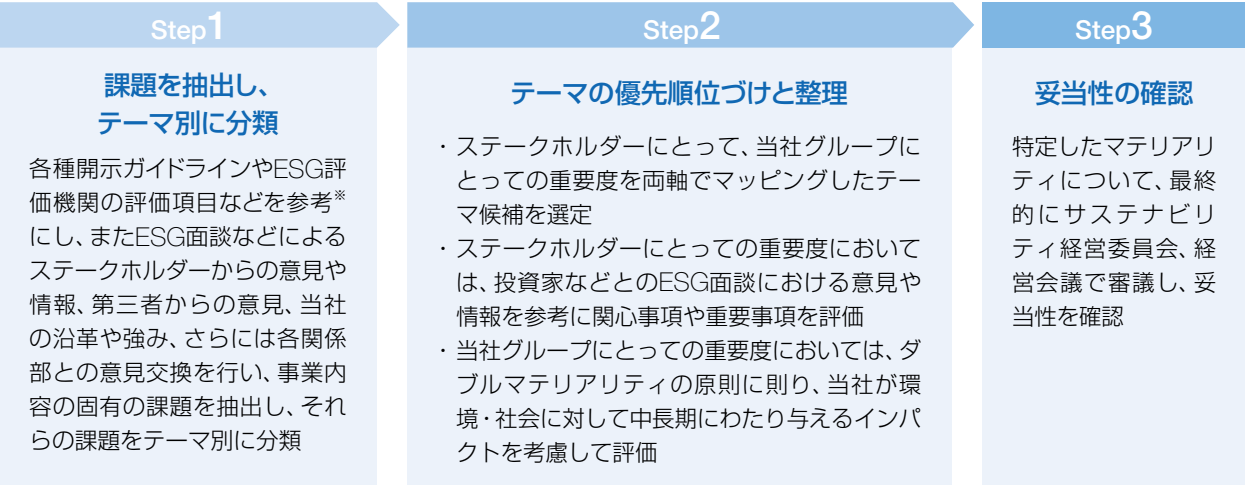 Step1
課題を抽出し、
テーマ別に分類
各種開示ガイドラインやESG評
価機関の評価項目などを参考※
にし、またESG面談などによる
ステークホルダーからの意見や
情報、第三者からの意見、当社
の沿革や強み、さらには各関係
部との意見交換を行い、事業内
容の固有の課題を抽出し、それ
らの課題をテーマ別に分類
Step2
テーマの優先順位づけと整理
・ステークホルダーにとって、当社グループに
とっての重要度を両軸でマッピングしたテー
マ候補を選定
・ステークホルダーにとっての重要度において
は、投資家などとのESG面談における意見や
情報を参考に関心事項や重要事項を評価
・当社グループにとっての重要度においては、ダ
ブルマテリアリティの原則に則り、当社が環
境・社会に対して中長期にわたり与えるインパ
クトを考慮して評価
Step3
妥当性の確認
特定したマテリアリ
ティについて、最終
的にサステナビリ
ティ経営委員会、経
営会議で審議し、妥
当性を確認